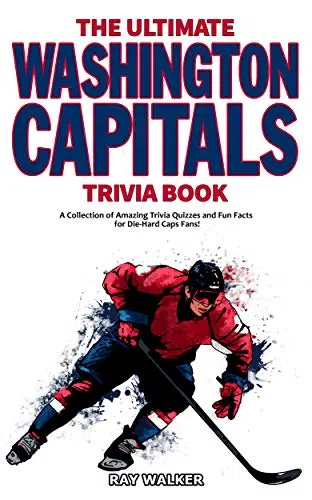 THE ULTIMATE
WASHINGTON
CAPITALS
TRIVIA BOOK
A Collection of Amazing Trivia Quizzes and Fun Facts
for Die-Hard Caps Fans!
RAY WALKER